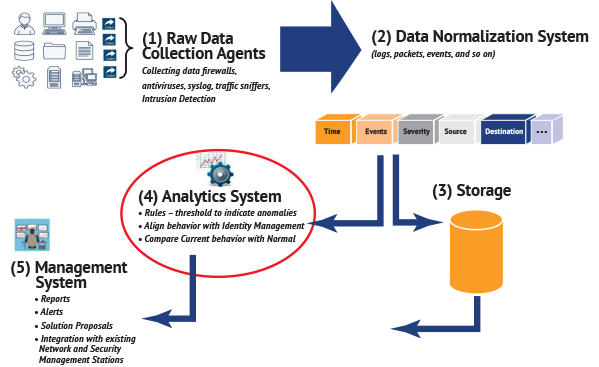 (1) Raw Data
Collection Agents
Collecting data firewalls,
antiviruses, syslog, traffic sniffers,
Intrusion Detection
(2) Data Normalization System
(logs, packets, events, and so on)
Time
Events
Severity
Source
Destination
...
(3) Storage
(4) Analytics System
• Rules – threshold to indicate anomalies
• Align behavior with Identity Management
• Compare Current behavior with Normal
(5) Management
System
• Reports
• Alerts
• Solution Proposals
• Integration with existing
Network and Security
Management Stations